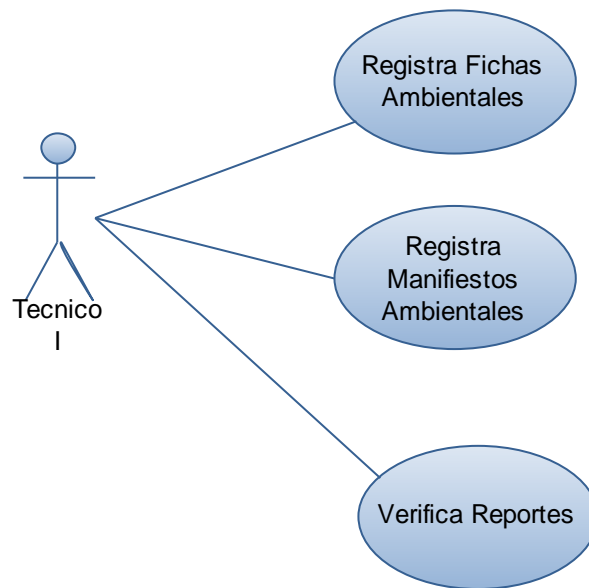 Registra Fichas
Ambientales
Registra
Manifiestos
Ambientales
Tecnico
I
Verifica Reportes